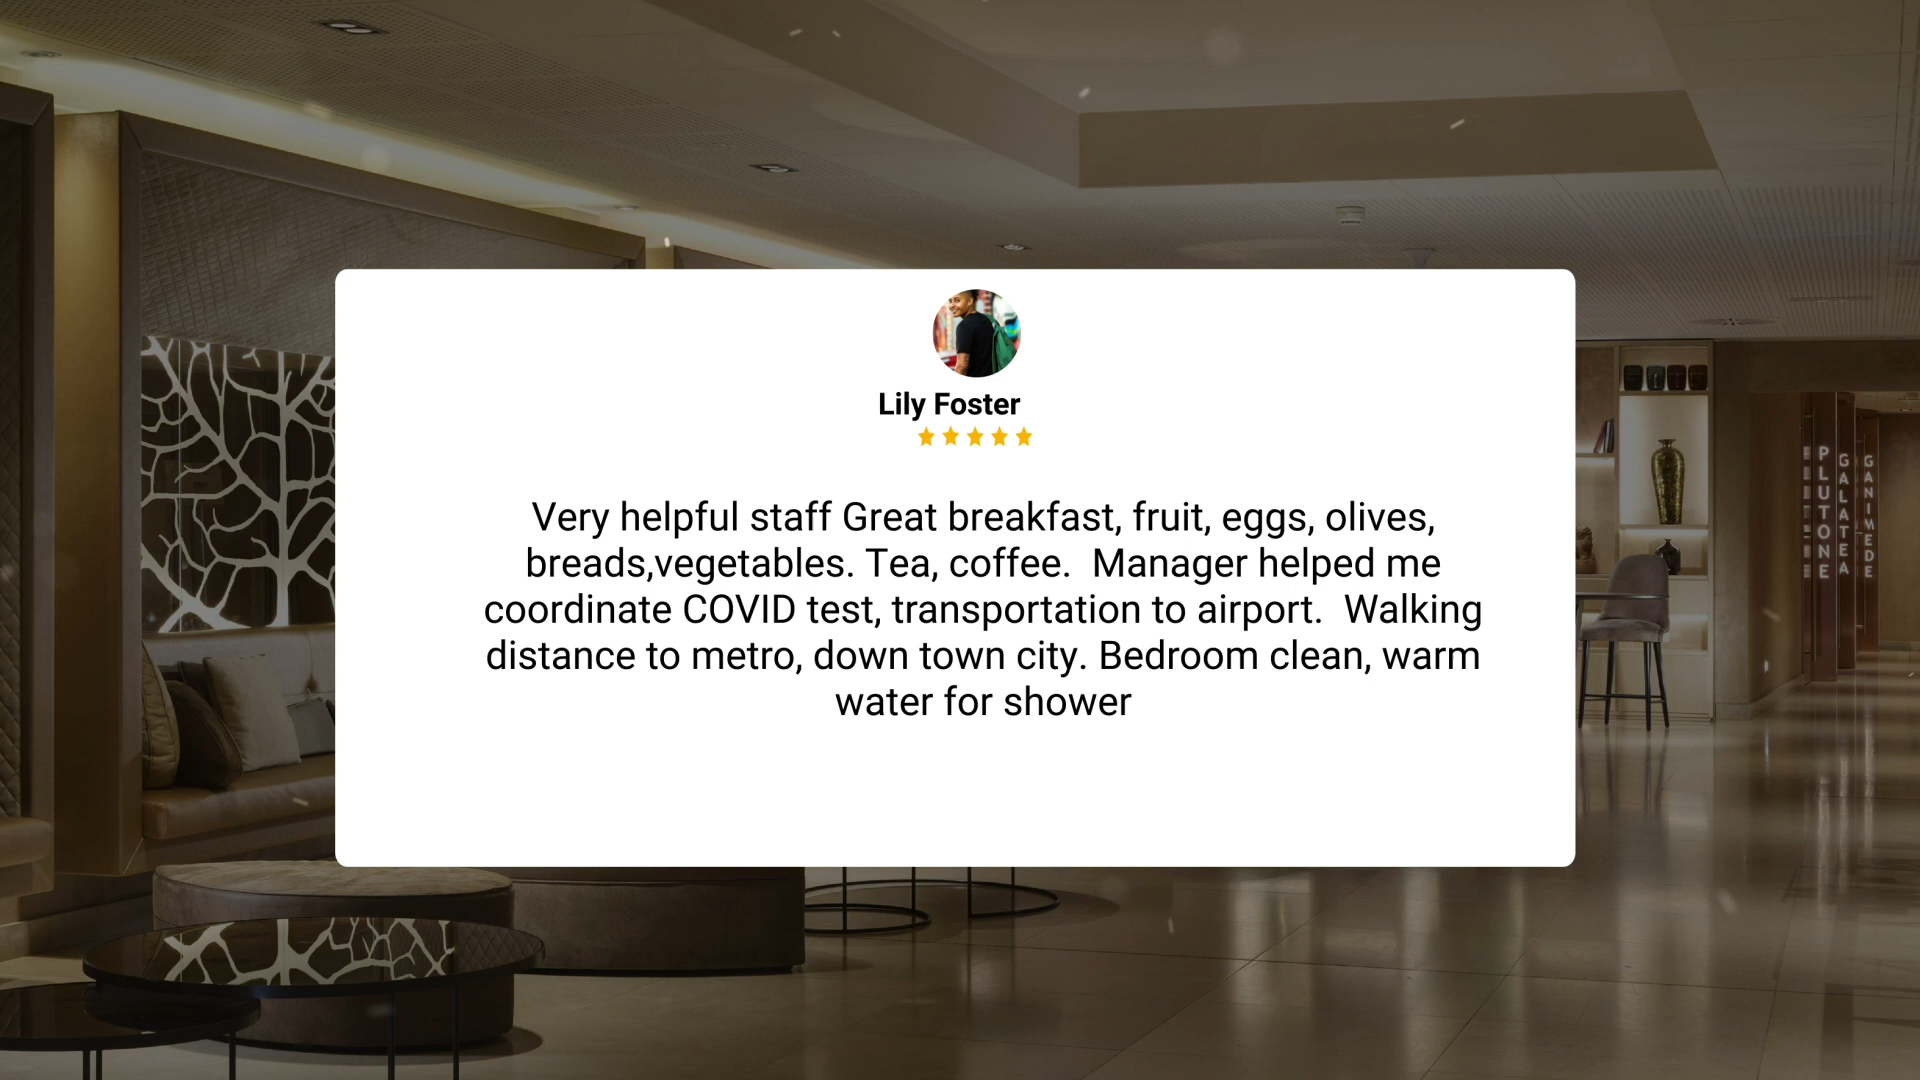 Lily Foster
Very helpful staff Great breakfast, fruit, eggs, olives,
breads,vegetables. Tea, coffee.  Manager helped me
coordinate COVID test, transportation to airport.  Walking
distance to metro, down town city. Bedroom clean, warm
water for shower
PLUTONE
GALATEA
GANIMEDE